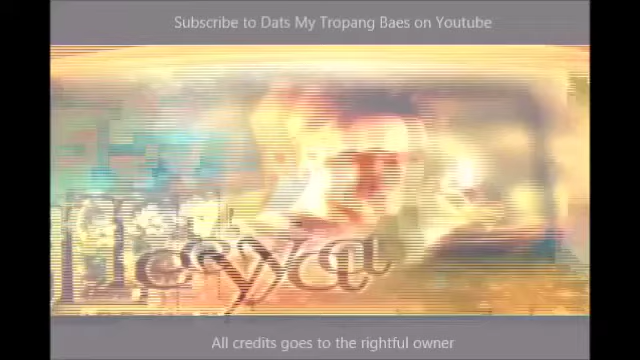 Subscribe to Dats My Tropang Baes on Youtube
All credits goes to the rightful owner